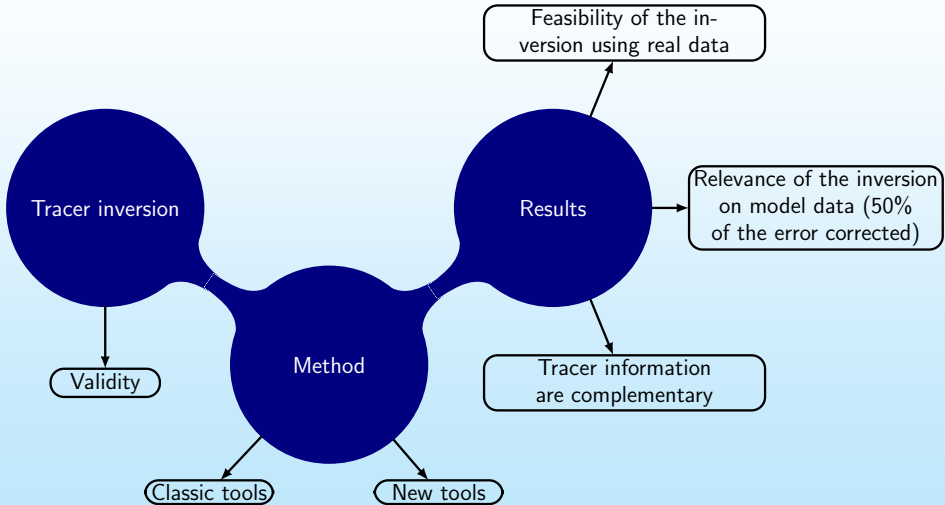 Feasibility of the in-
version using real data
Tracer inversion
Results
Relevance of the inversion
on model data (50%
of the error corrected)
Validity
Method
Tracer information
are complementary
Classic tools
New tools